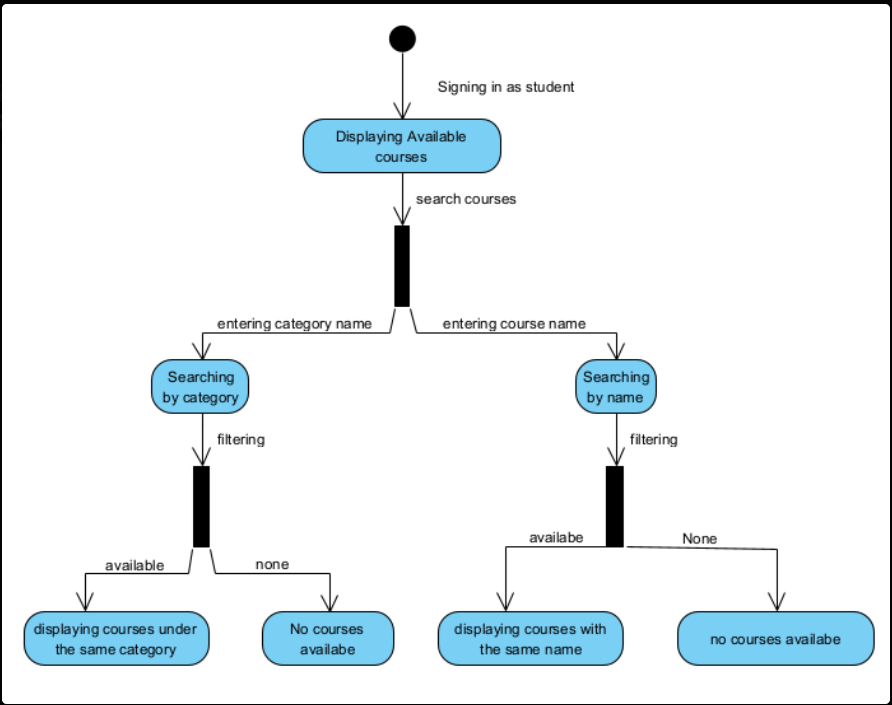 Signing in as student
Displaying Available
courses
search courses
entering category name
entering course name
Searching
by category
Searching
by name
filtering
filtering
available
none
availabe
None
displaying courses under
the same category
No courses
availabe
displaying courses with
the same name
no courses availabe